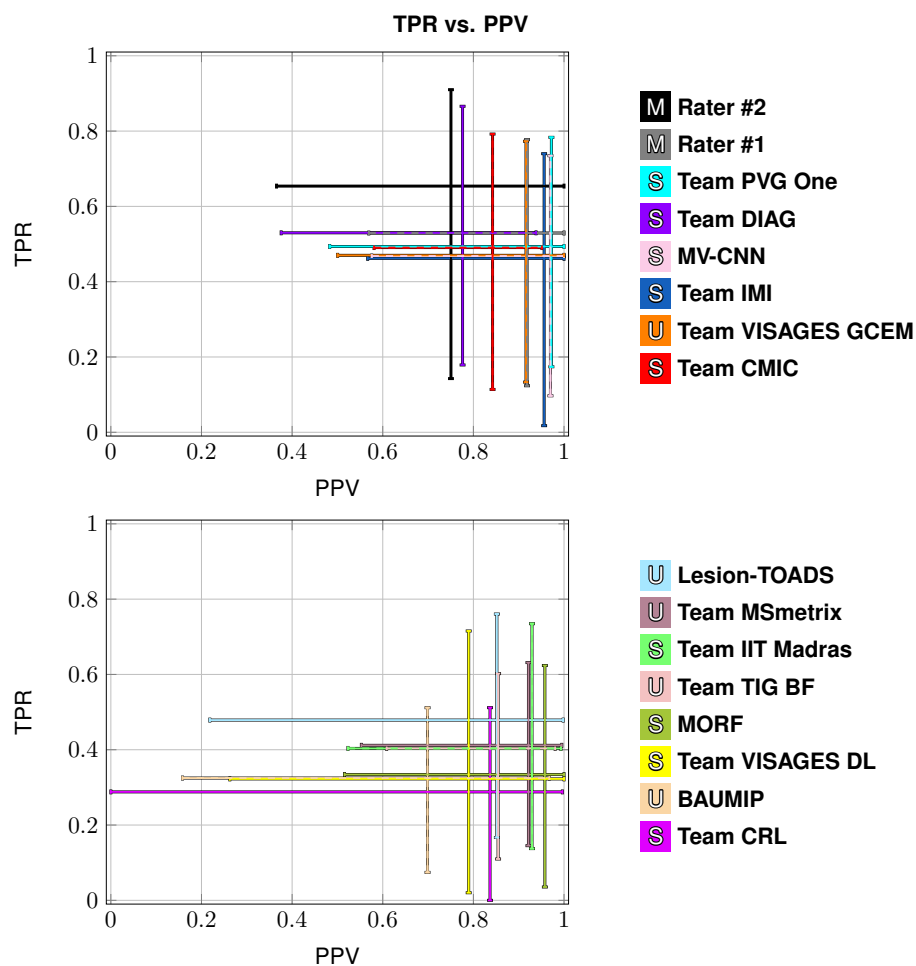 TPR vs. PPV
1
0.8
0.6
0.4
0.2
0
TPR
0 0.2 0.4 0.6 0.8 1
PPV
M Rater #2
M Rater #1
S Team PVG One
S Team DIAG
S MV-CNN
S Team IMI
U Team VISAGES GCEM
S Team CMIC
1
0.8
0.6
0.4
0.2
0
TPR
0 0.2 0.4 0.6 0.8 1
PPV
U Lesion-TOADS
U Team MSmetrix
S Team IIT Madras
U Team TIG BF
S MORF
S Team VISAGES DL
U BAUMIP
S Team CRL